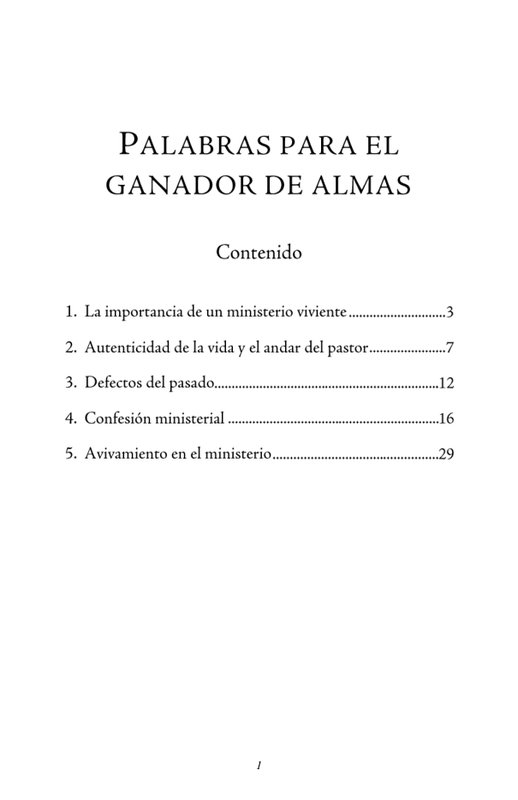 PALABRAS PARA EL
GANADOR DE ALMAS
Contenido
1. La importancia de un ministerio viviente............................3
2. Autenticidad de la vida y el andar del pastor......................7
3. Defectos del pasado.................................................................12
4. Confesión ministerial .............................................................16
5. Avivamiento en el ministerio................................................29
1